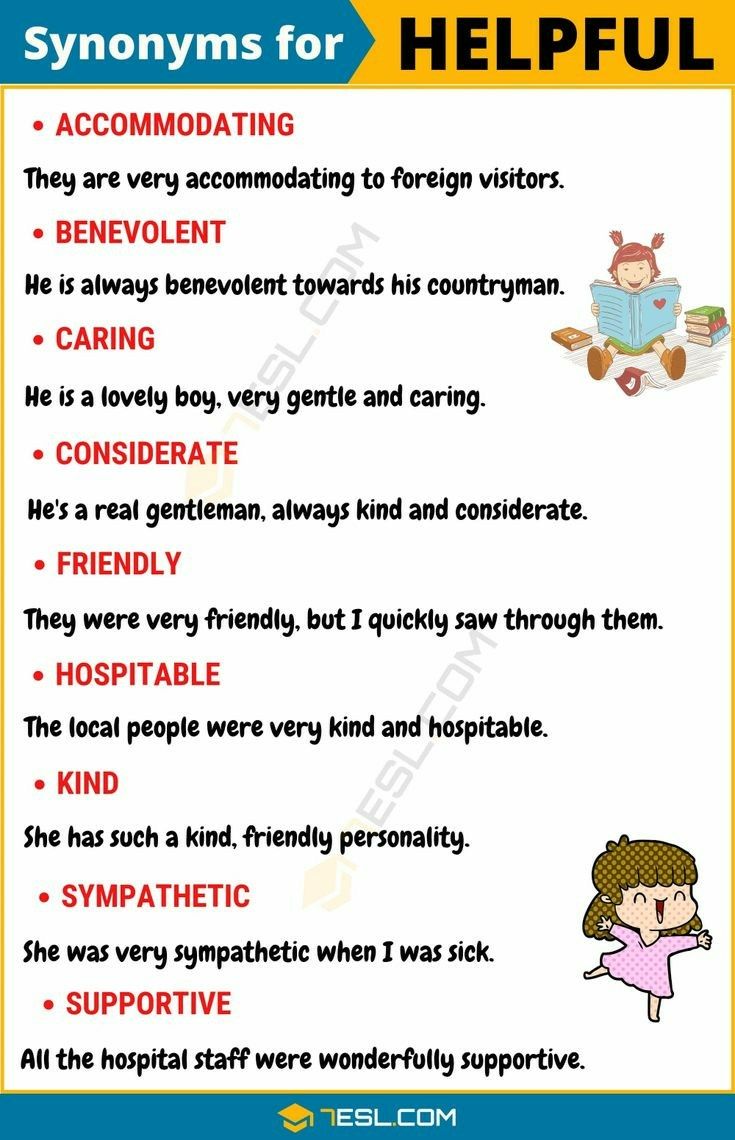 Synonyms for HELPFUL
• ACCOMMODATING
They are very accommodating to foreign visitors.
• BENEVOLENT
He is always benevolent towards his countryman.
• CARING
He is a lovely boy, very gentle and caring.
• CONSIDERATE
He's a real gentleman, always kind and considerate.
• FRIENDLY
They were very friendly, but I quickly saw through them.
• HOSPITABLE
The local people were very kind and hospitable.
• KIND
She has such a kind, friendly personality.
• SYMPATHETIC
She was very sympathetic when I was sick.
• SUPPORTIVE
All the hospital staff were wonderfully supportive.
7ESL.COM
7ESL.COM
7ESL.COM